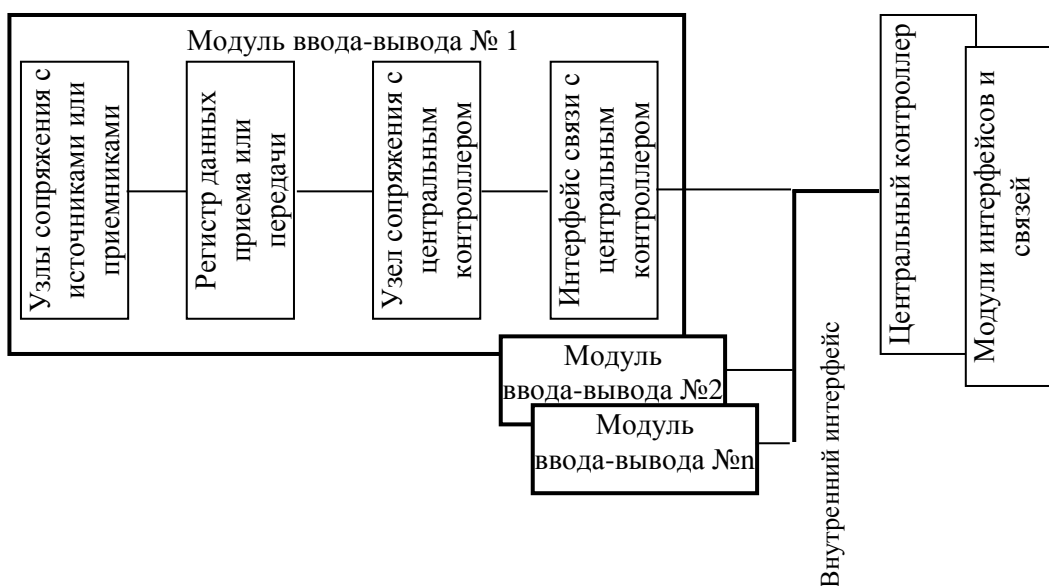 Модуль ввода-вывода № 1
Узлы сопряжения с
источниками или
приемниками
Регистр данных
приема или
передачи
Узел сопряжения с
центральным
контроллером
Интерфейс связи с
центральным
контроллером
Модуль
ввода-вывода №2
Модуль
ввода-вывода №n
Внутренний интерфейс
Центральный контроллер
Модули интерфейсов и
связей